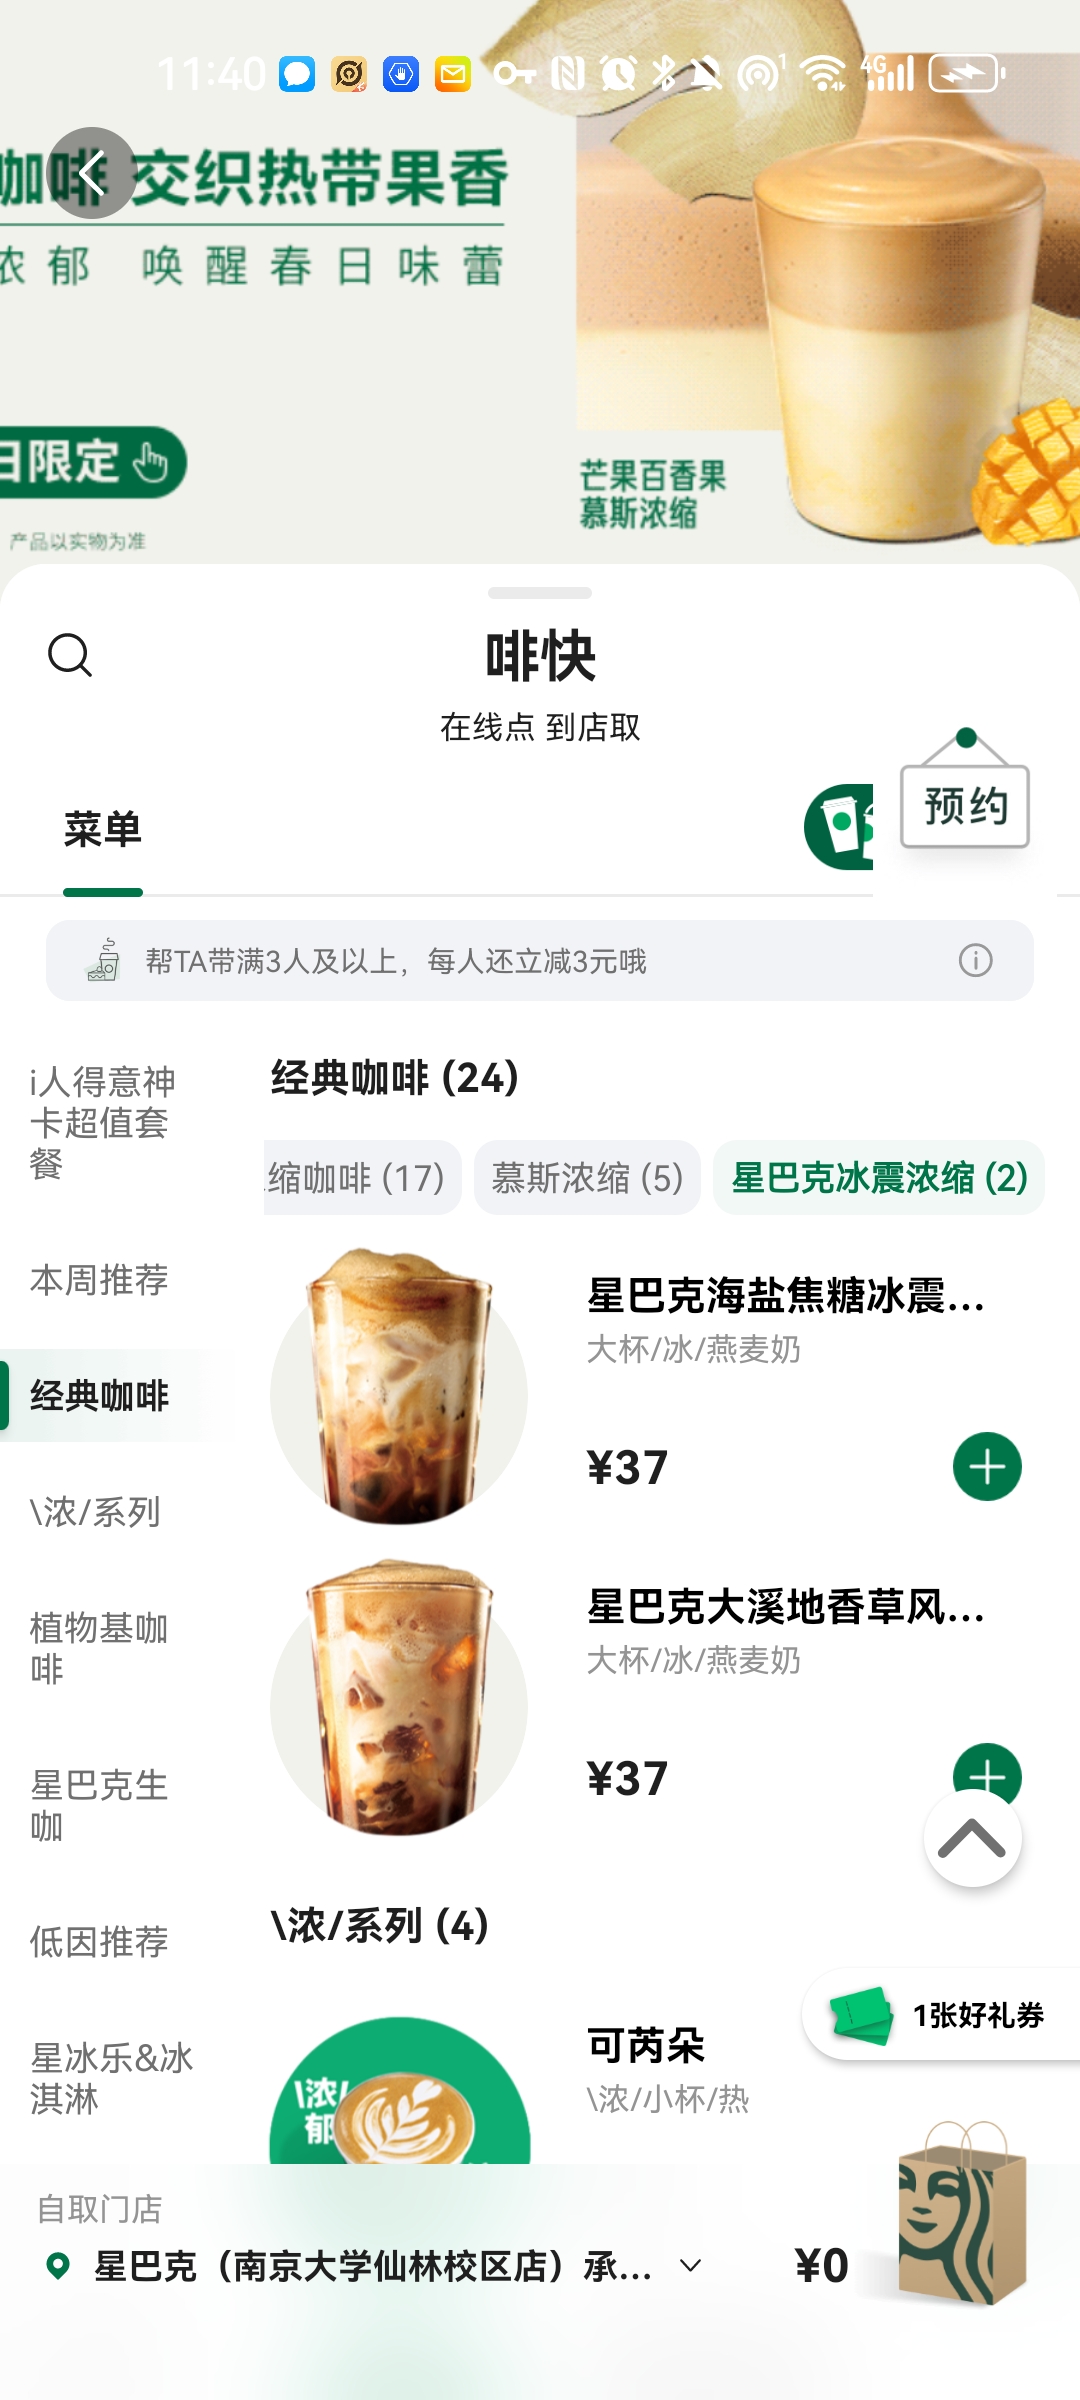 11:40
4G
1
咖啡 交织热带果香
浓郁 唤醒春日味蕾
日限定
产品以实物为准
芒果百香果
慕斯浓缩
啡快
在线点 到店取
预约
菜单
帮TA带满3人及以上，每人还立减3元哦
i人得意神
卡超值套
餐
本周推荐
经典咖啡
\浓/系列
植物基咖
啡
星巴克生
咖
低因推荐
星冰乐&冰
淇淋
经典咖啡 (24)
缩咖啡 (17)
慕斯浓缩 (5)
星巴克冰震浓缩 (2)
星巴克海盐焦糖冰震...
大杯/冰/燕麦奶
¥37
星巴克大溪地香草风...
大杯/冰/燕麦奶
¥37
\浓/系列 (4)
\浓/
郁
可芮朵
\浓/小杯/热
1张好礼券
自取门店
星巴克（南京大学仙林校区店）承...
¥0